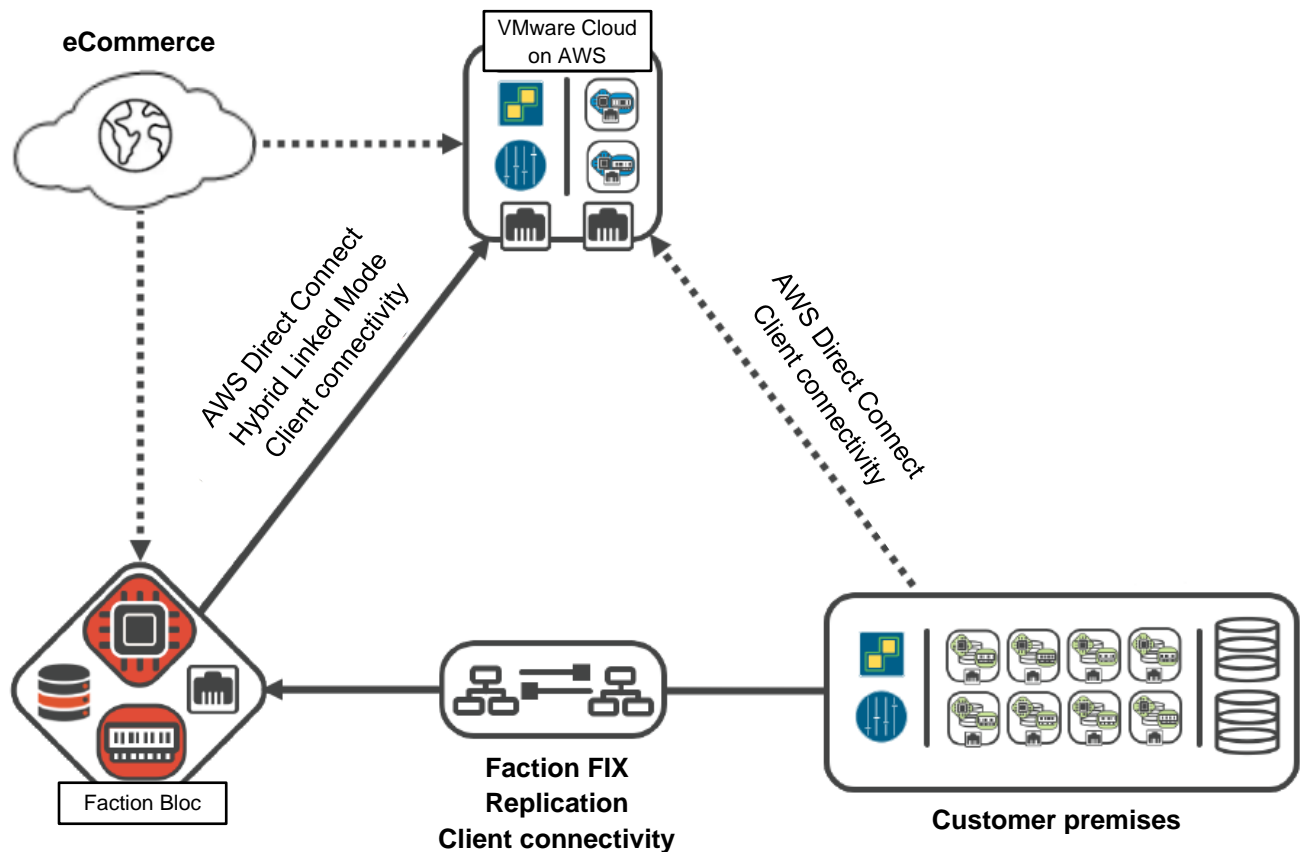 eCommerce
VMware Cloud
on AWS
AWS Direct Connect
Hybrid Linked Mode
Client connectivity
AWS Direct Connect
Client connectivity
Faction Bloc
Faction FIX
Replication
Client connectivity
Customer premises